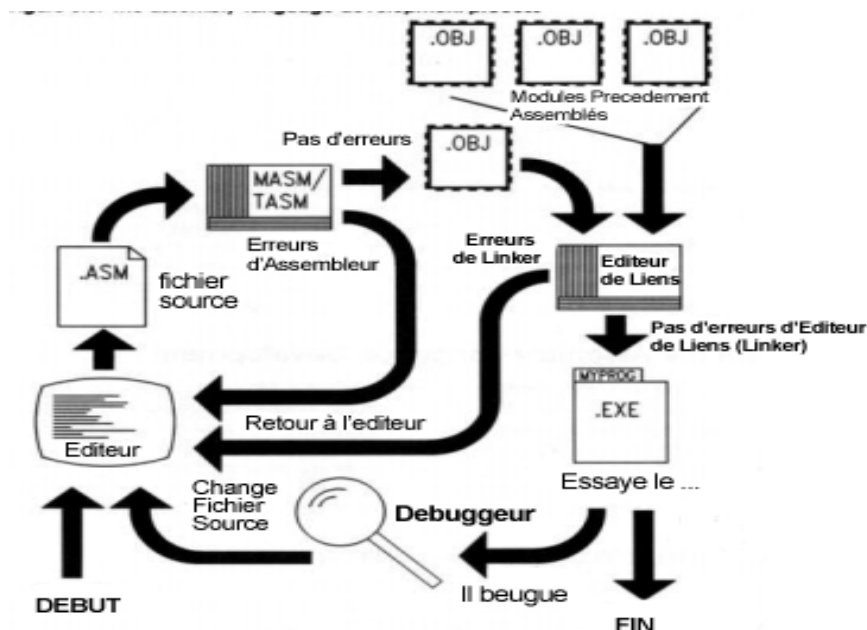 .OBJ
.OBJ
.OBJ
Modules Precedement
Assemblés
Pas d'erreurs
.OBJ
MASM/
TASM
Erreurs
d'Assembleur
Erreurs
de Linker
Editeur
de Liens
.ASM
fichier
source
Pas d'erreurs d'Editeur
de Liens (Linker)
MYPROG
.EXE
Retour à l'editeur
Editeur
Essaye le ...
Change
Fichier
Source
Debuggeur
Il beugue
DEBUT
FIN